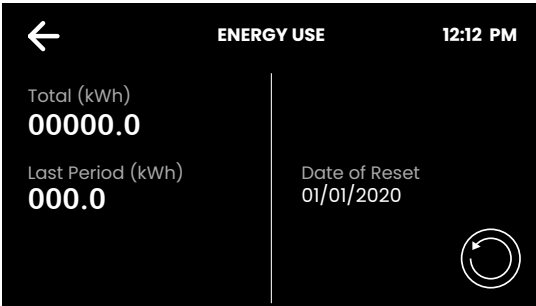 ENERGY USE 12:12 PM
Total (kWh)
00000.0
Last Period (kWh)
000.0
Date of Reset
01/01/2020